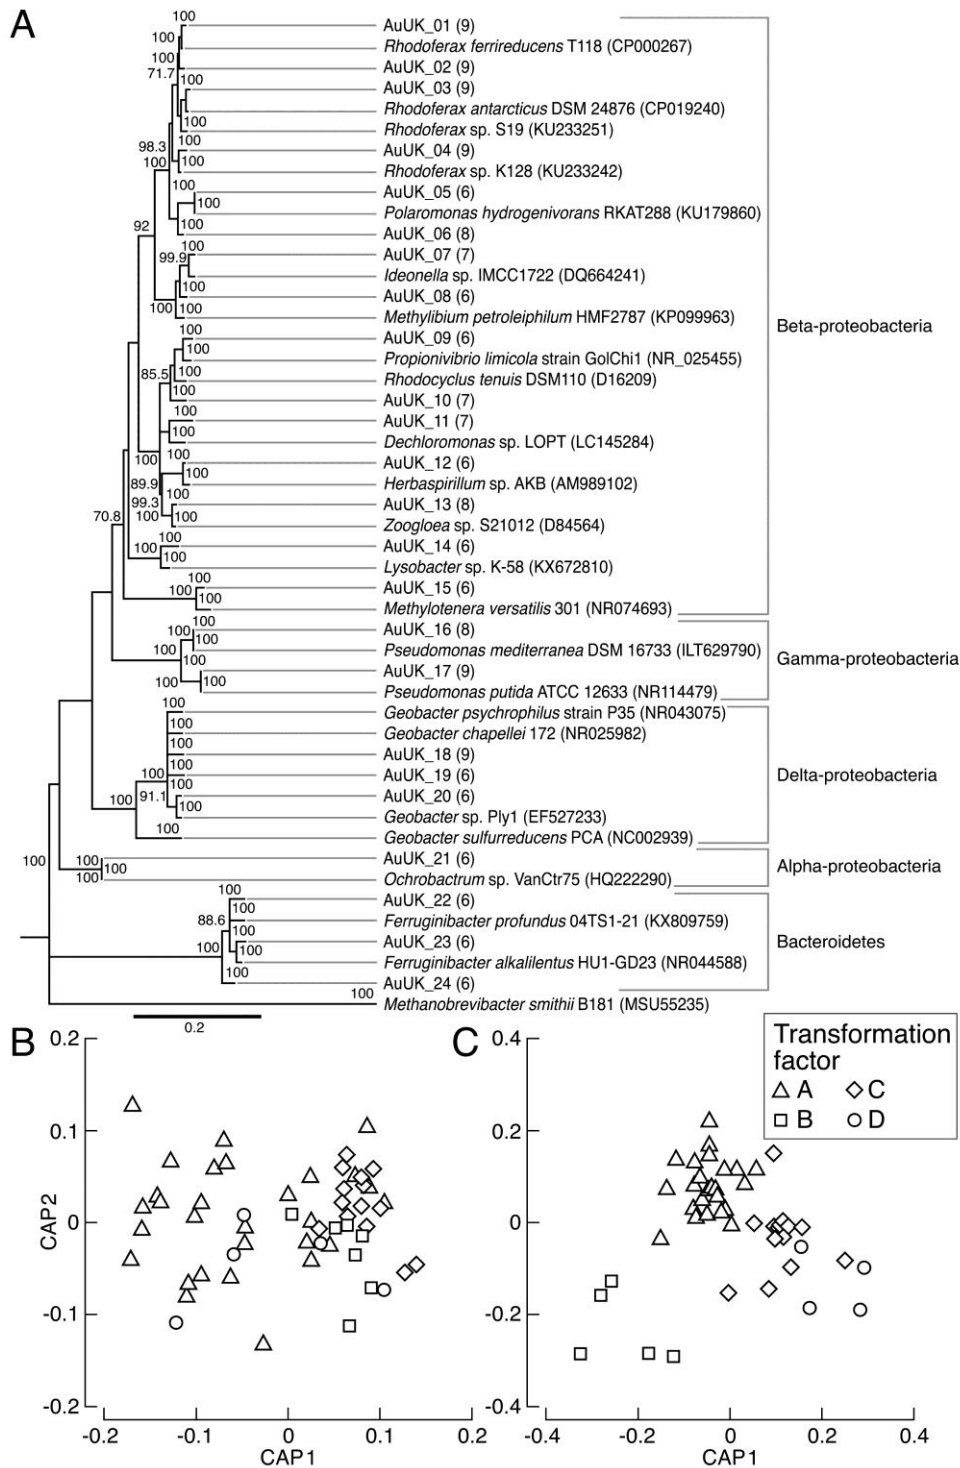 A
100
AuUK_01 (9)
100
Rhodoferax ferrireducens T118 (CP000267)
100
AuUK_02 (9)
71.7
100
AuUK_03 (9)
100
Rhodoferax antarcticus DSM 24876 (CP019240)
Rhodoferax sp. S19 (KU233251)
100
98.3
AuUK_04 (9)
100
100
Rhodoferax sp. K128 (KU233242)
100
AuUK_05 (6)
100
Polaromonas hydrogenivorans RKAT288 (KU179860)
92
100
AuUK_06 (8)
100
99.9
AuUK_07 (7)
Ideonella sp. IMCC1722 (DQ664241)
100
AuUK_08 (6)
100
100
Methylibium petroleiphilum HMF2787 (KP099963)
Beta-proteobacteria
100
AuUK_09 (6)
100
Propionivibrio limicola strain GolChi1 (NR_025455)
85.5
100
Rhodocyclus tenuis DSM110 (D16209)
100
AuUK_10 (7)
100
AuUK_11 (7)
100
Dechloromonas sp. LOPT (LC145284)
100
100
AuUK_12 (6)
100
Herbaspirillum sp. AKB (AM989102)
89.9
100
99.3
AuUK_13 (8)
100
100
Zoogloea sp. S21012 (D84564)
70.8
100
100
AuUK_14 (6)
100
Lysobacter sp. K-58 (KX672810)
100
100
AuUK_15 (6)
100
Methylotenera versatilis 301 (NR074693)
100
100
AuUK_16 (8)
100
100
Pseudomonas mediterranea DSM 16733 (ILT629790)
100
Gamma-proteobacteria
AuUK_17 (9)
100
100
Pseudomonas putida ATCC 12633 (NR114479)
100
Geobacter psychrophilus strain P35 (NR043075)
100
Geobacter chapellei 172 (NR025982)
100
AuUK_18 (9)
100
100
AuUK_19 (6)
Delta-proteobacteria
100
91.1
100
AuUK_20 (6)
100
Geobacter sp. Ply1 (EF527233)
100
Geobacter sulfurreducens PCA (NC002939)
100
100
AuUK_21 (6)
Alpha-proteobacteria
100
Ochrobactrum sp. VanCtr75 (HQ222290)
100
AuUK_22 (6)
100
88.6
Ferruginibacter profundus 04TS1-21 (KX809759)
100
AuUK_23 (6)
Bacteroidetes
100
100
Ferruginibacter alkalilentus HU1-GD23 (NR044588)
100
AuUK_24 (6)
100
Methanobrevibacter smithii B181 (MSU55235)
0.2
B
0.2
0.1
0
-0.1
-0.2
CAP2
-0.2
-0.1
0
0.1
0.2
CAP1
C
0.4
0.2
0
-0.2
-0.4
-0.4
-0.2
0
0.2
0.4
CAP1
Transformation
factor
A
C
B
D